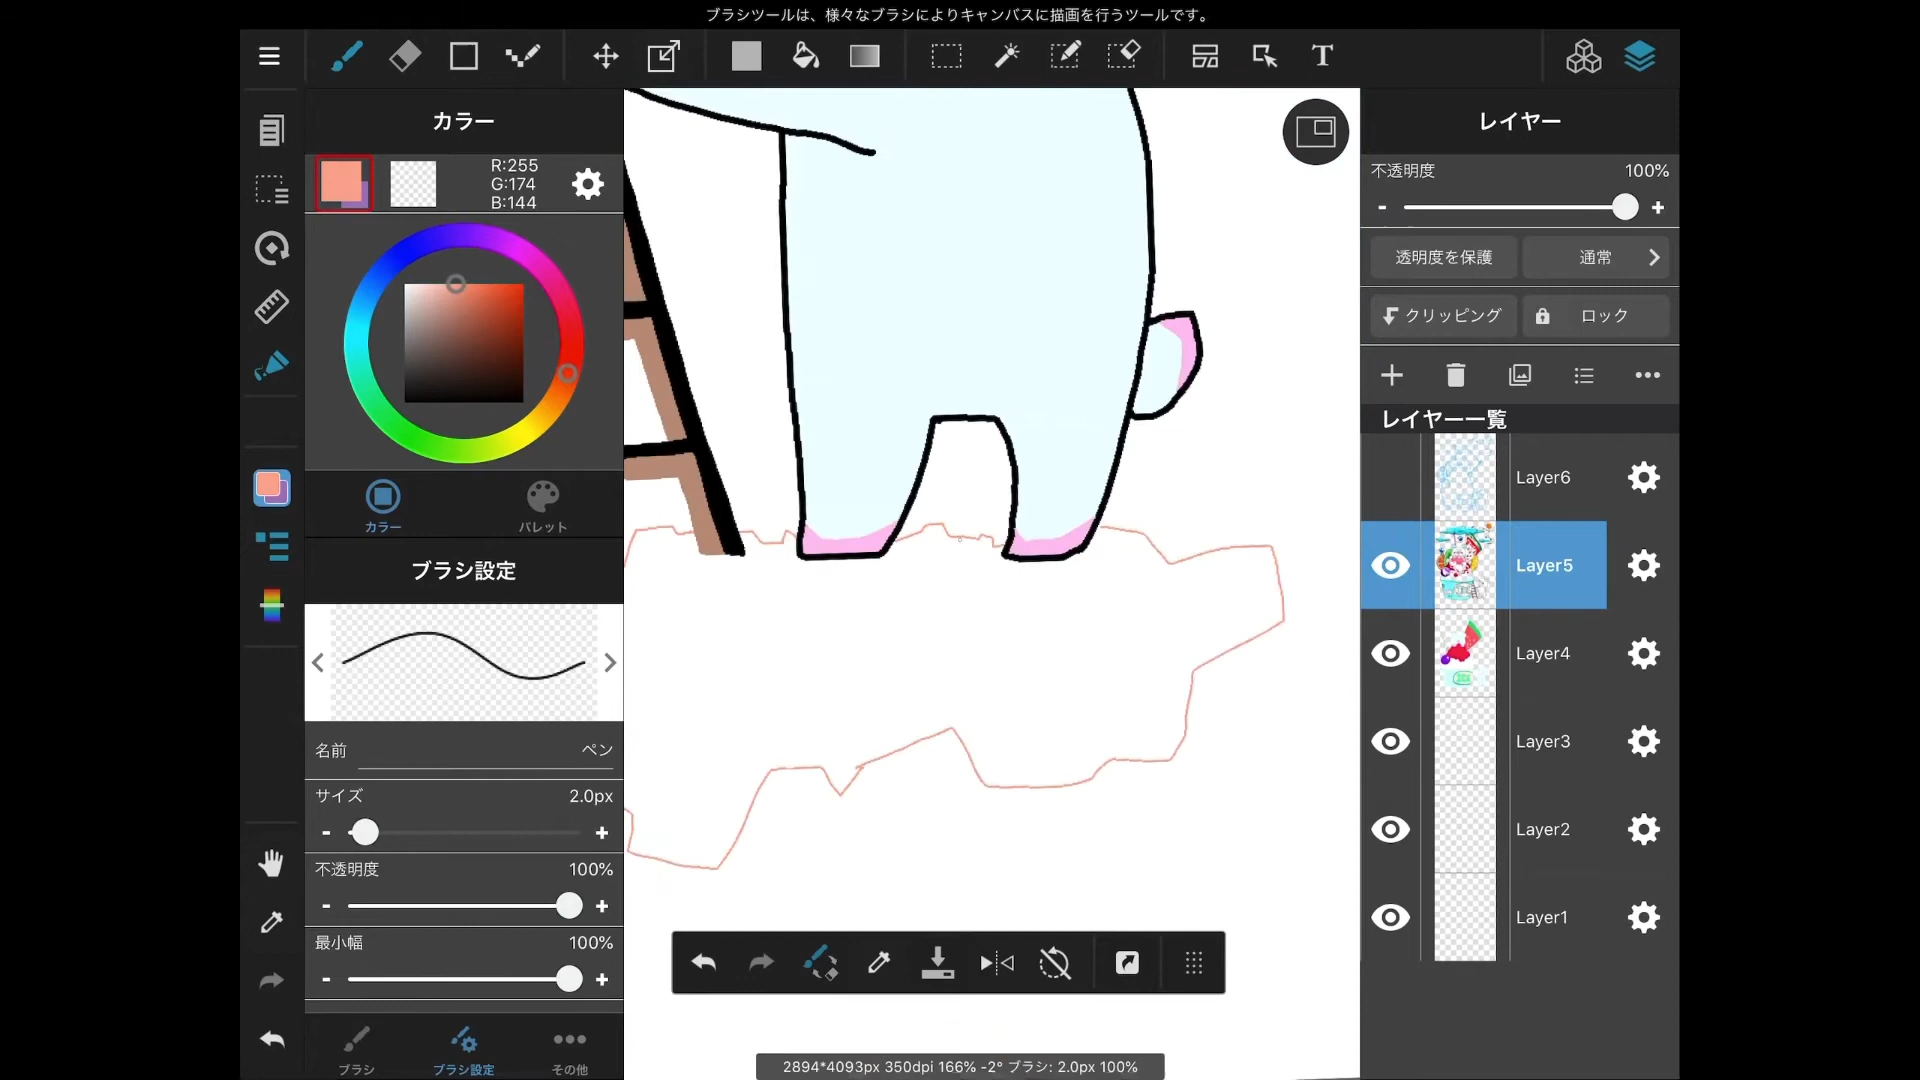 ブラシツールは、様々なブラシによりキャンバスに描画を行うツールです。
T
カラー
R:255
G:174
B:144
カラー
パレット
ブラシ設定
名前
ペン
サイズ
2.0px
-
+
不透明度
100%
-
+
最小幅
100%
-
+
ブラシ
ブラシ設定
その他
2894*4093px 350dpi 166% -2° ブラシ: 2.0px 100%
レイヤー
不透明度
100%
-
+
透明度を保護
通常
クリッピング
ロック
レイヤー一覧
Layer6
Layer5
Layer4
Layer3
Layer2
Layer1